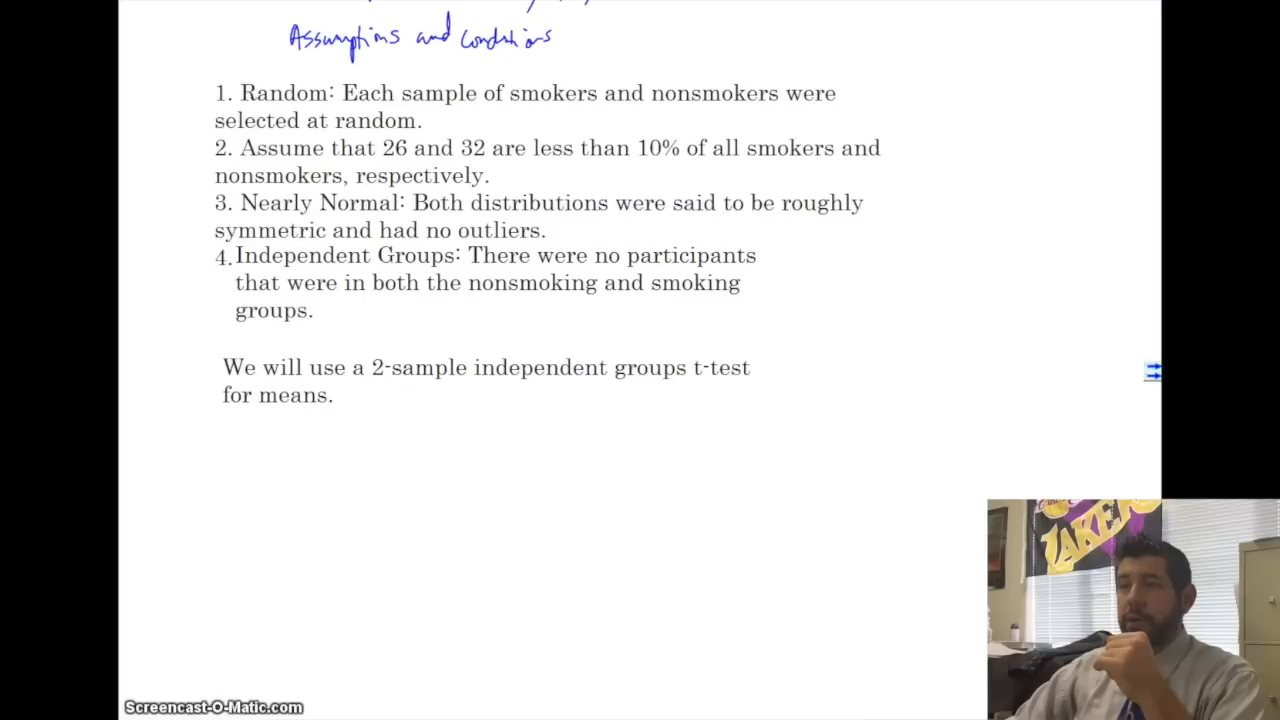 Assumptions and conditions
1. Random: Each sample of smokers and nonsmokers were
selected at random.
2. Assume that 26 and 32 are less than 10% of all smokers and
nonsmokers, respectively.
3. Nearly Normal: Both distributions were said to be roughly
symmetric and had no outliers.
4. Independent Groups: There were no participants
that were in both the nonsmoking and smoking
groups.
We will use a 2-sample independent groups t-test
for means.
LAKERS
Screencast-O-Matic.com